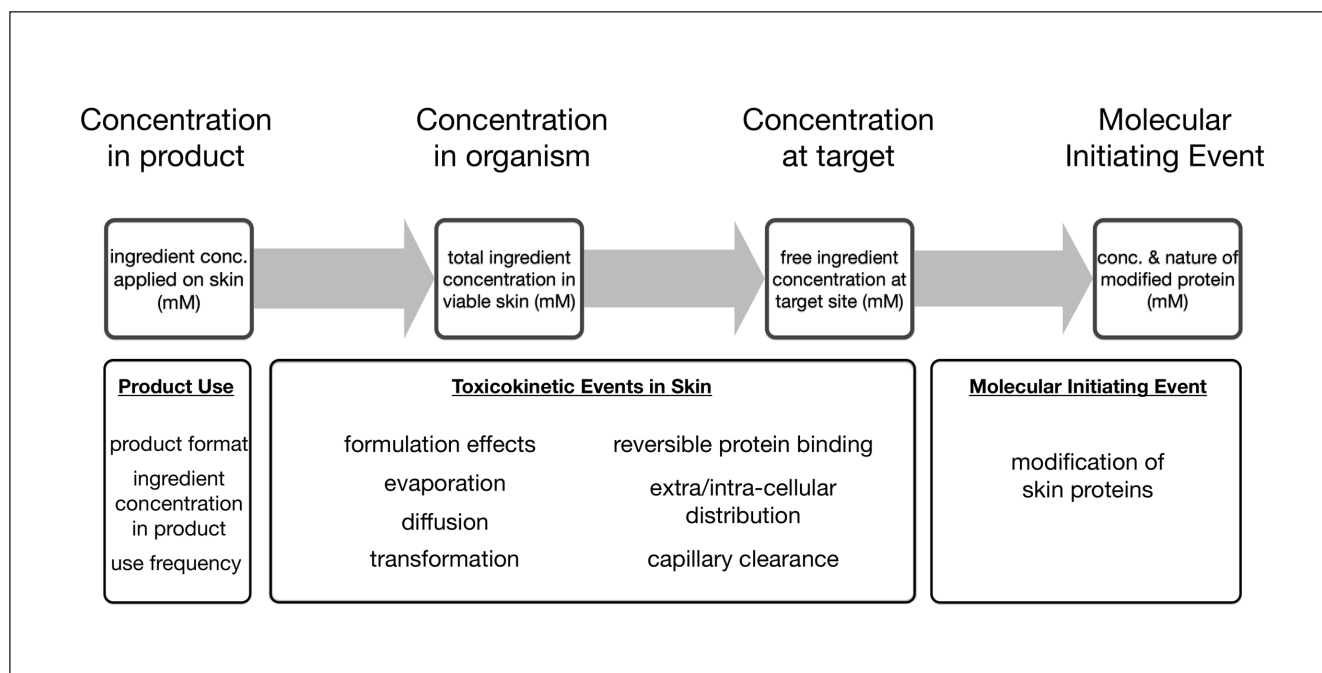 Concentration
in product
Concentration
in organism
Concentration
at target
Molecular
Initiating Event
ingredient conc.
applied on skin
(mM)
total ingredient
concentration in
viable skin (mM)
free ingredient
concentration at
target site (mM)
conc. & nature of
modified protein
(mM)
Product Use
product format
ingredient
concentration
in product
use frequency
Toxicokinetic Events in Skin
formulation effects
evaporation
diffusion
transformation
reversible protein binding
extra/intra-cellular
distribution
capillary clearance
Molecular Initiating Event
modification of
skin proteins